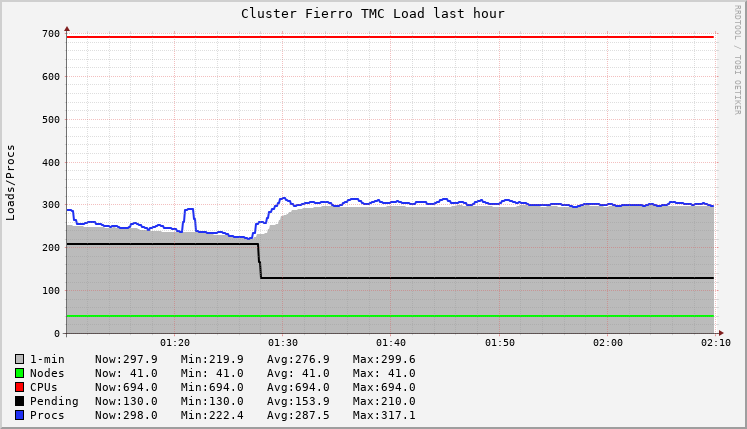 Cluster Fierro TMC Load last hour
RRDTOOL / TOBI OETIKER
Loads/Procs
700
600
500
400
300
200
100
0
01:20 01:30 01:40 01:50 02:00 02:10
1-min Now:297.9 Min:219.9 Avg:276.9 Max:299.6
Nodes Now: 41.0 Min: 41.0 Avg: 41.0 Max: 41.0
CPUs Now:694.0 Min:694.0 Avg:694.0 Max:694.0
Pending Now:130.0 Min:130.0 Avg:153.9 Max:210.0
Procs Now:298.0 Min:222.4 Avg:287.5 Max:317.1